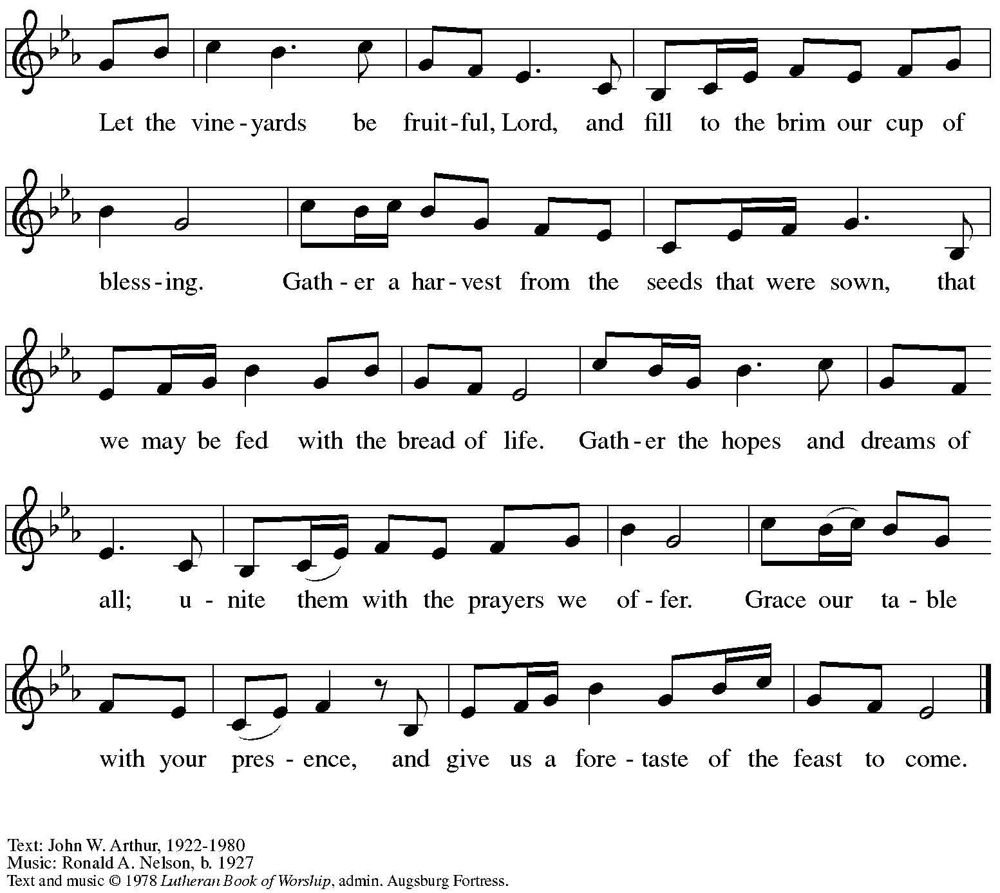 Let the vine - yards be fruit - ful, Lord, and fill to the brim our cup of
bless - ing. Gath - er a har - vest from the seeds that were sown, that
we may be fed with the bread of life. Gath - er the hopes and dreams of
all; u - nite them with the prayers we of - fer. Grace our ta - ble
with your pres - ence, and give us a fore - taste of the feast to come.
Text: John W. Arthur, 1922-1980
Music: Ronald A. Nelson, b. 1927
Text and music © 1978 Lutheran Book of Worship, admin. Augsburg Fortress.